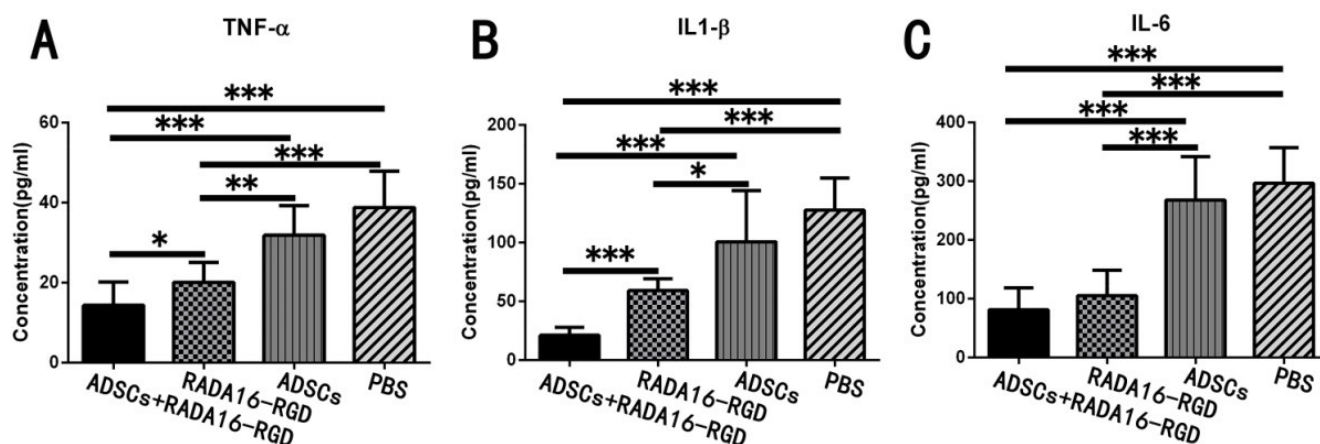 A
TNF-α
***
***
***
**
*
Concentration(pg/ml)
60
40
20
0
ADSCs+RADA16-RGD
RADA16-RGD
ADSCs
PBS
B
IL1-β
***
***
***
*
***
Concentration(pg/ml)
200
150
100
50
0
ADSCs+RADA16-RGD
RADA16-RGD
ADSCs
PBS
C
IL-6
***
***
***
***
Concentration(pg/ml)
400
300
200
100
0
ADSCs+RADA16-RGD
RADA16-RGD
ADSCs
PBS